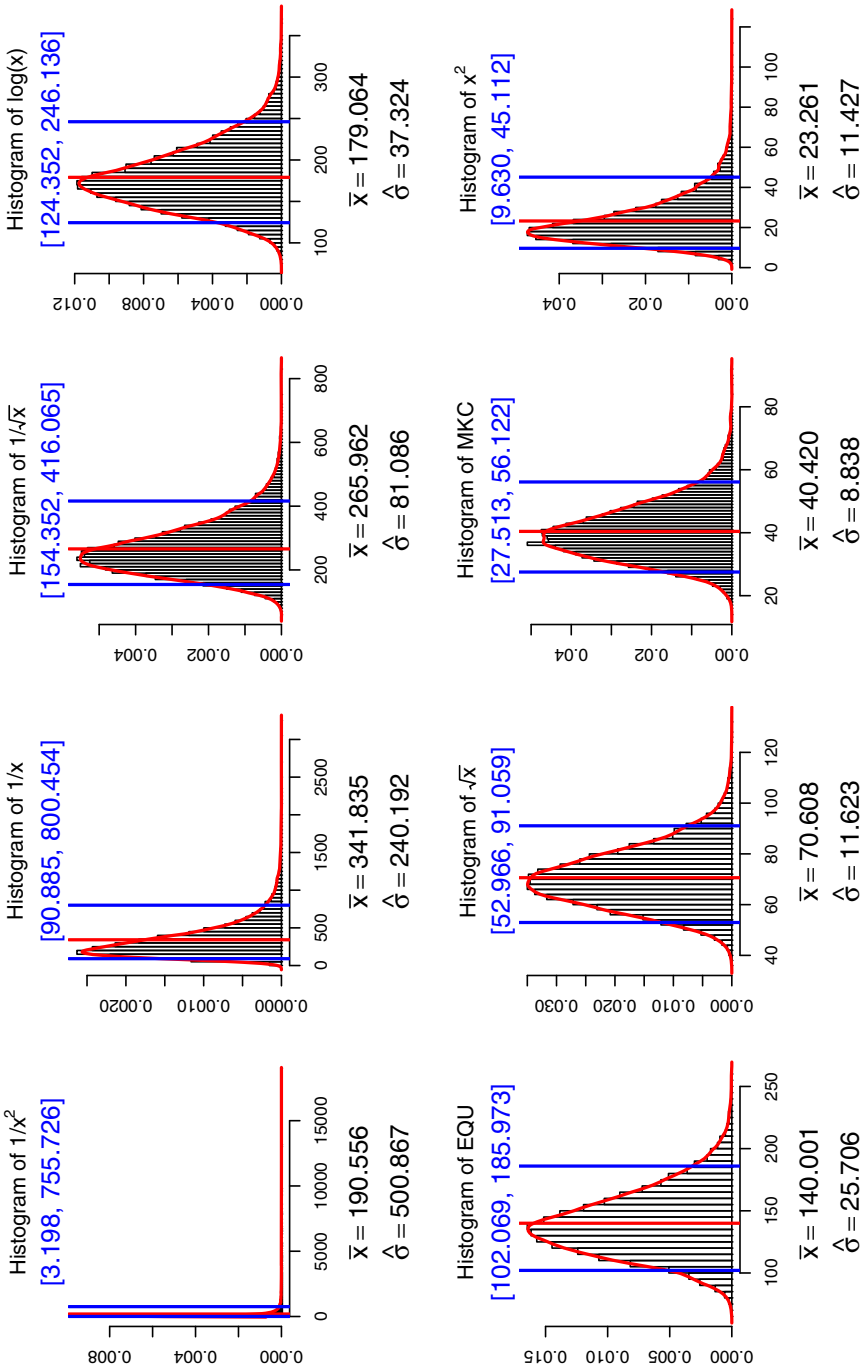 Histogram of 1/x²
[3.198, 755.726]
0.008
0.004
0.000
0 5000 10000 15000
x̄ = 190.556
σ̂ = 500.867
Histogram of 1/x
[90.885, 800.454]
0.0020
0.0010
0.0000
0 500 1500 2500
x̄ = 341.835
σ̂ = 240.192
Histogram of 1/√x
[154.352, 416.065]
0.004
0.002
0.000
200 400 600 800
x̄ = 265.962
σ̂ = 81.086
Histogram of log(x)
[124.352, 246.136]
0.012
0.008
0.004
0.000
100 200 300
x̄ = 179.064
σ̂ = 37.324
Histogram of EQU
[102.069, 185.973]
0.015
0.010
0.005
0.000
100 150 200 250
x̄ = 140.001
σ̂ = 25.706
Histogram of √x
[52.966, 91.059]
0.030
0.010
0.000
40 60 80 100 120
x̄ = 70.608
σ̂ = 11.623
Histogram of MKC
[27.513, 56.122]
0.04
0.02
0.00
20 40 60 80
x̄ = 40.420
σ̂ = 8.838
Histogram of x²
[9.630, 45.112]
0.04
0.02
0.00
0 20 40 60 80 100
x̄ = 23.261
σ̂ = 11.427